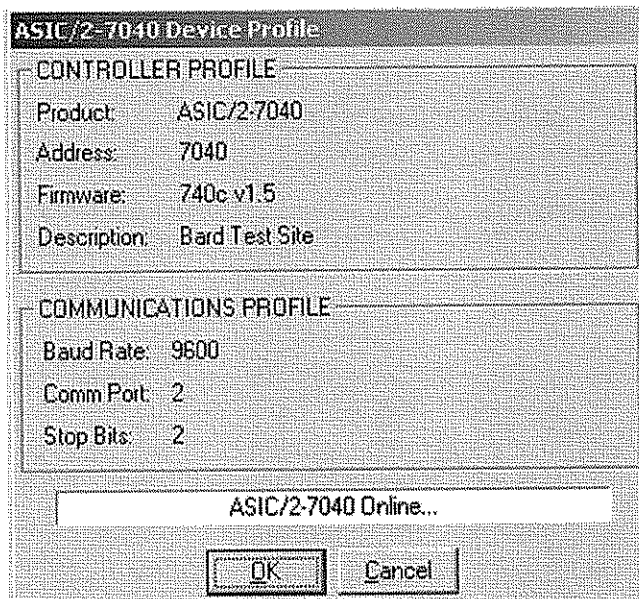 ASIC/2-7040 Device Profile
CONTROLLER PROFILE
Product: ASIC/2-7040
Address: 7040
Firmware: 740c v1.5
Description: Bard Test Site
COMMUNICATIONS PROFILE
Baud Rate: 9600
Comm Port: 2
Stop Bits: 2
ASIC/2-7040 Online...
OK Cancel